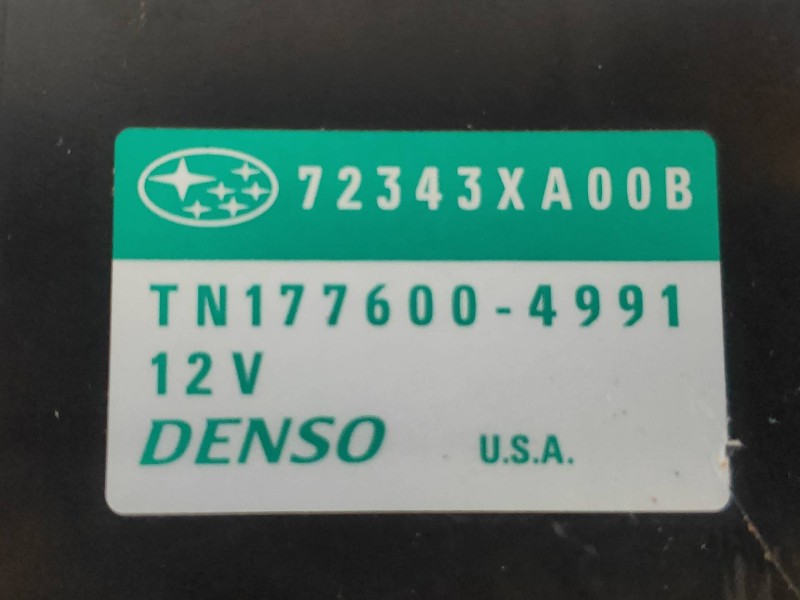 72343XA00B
TN177600-4991
12V
DENSO
U.S.A.